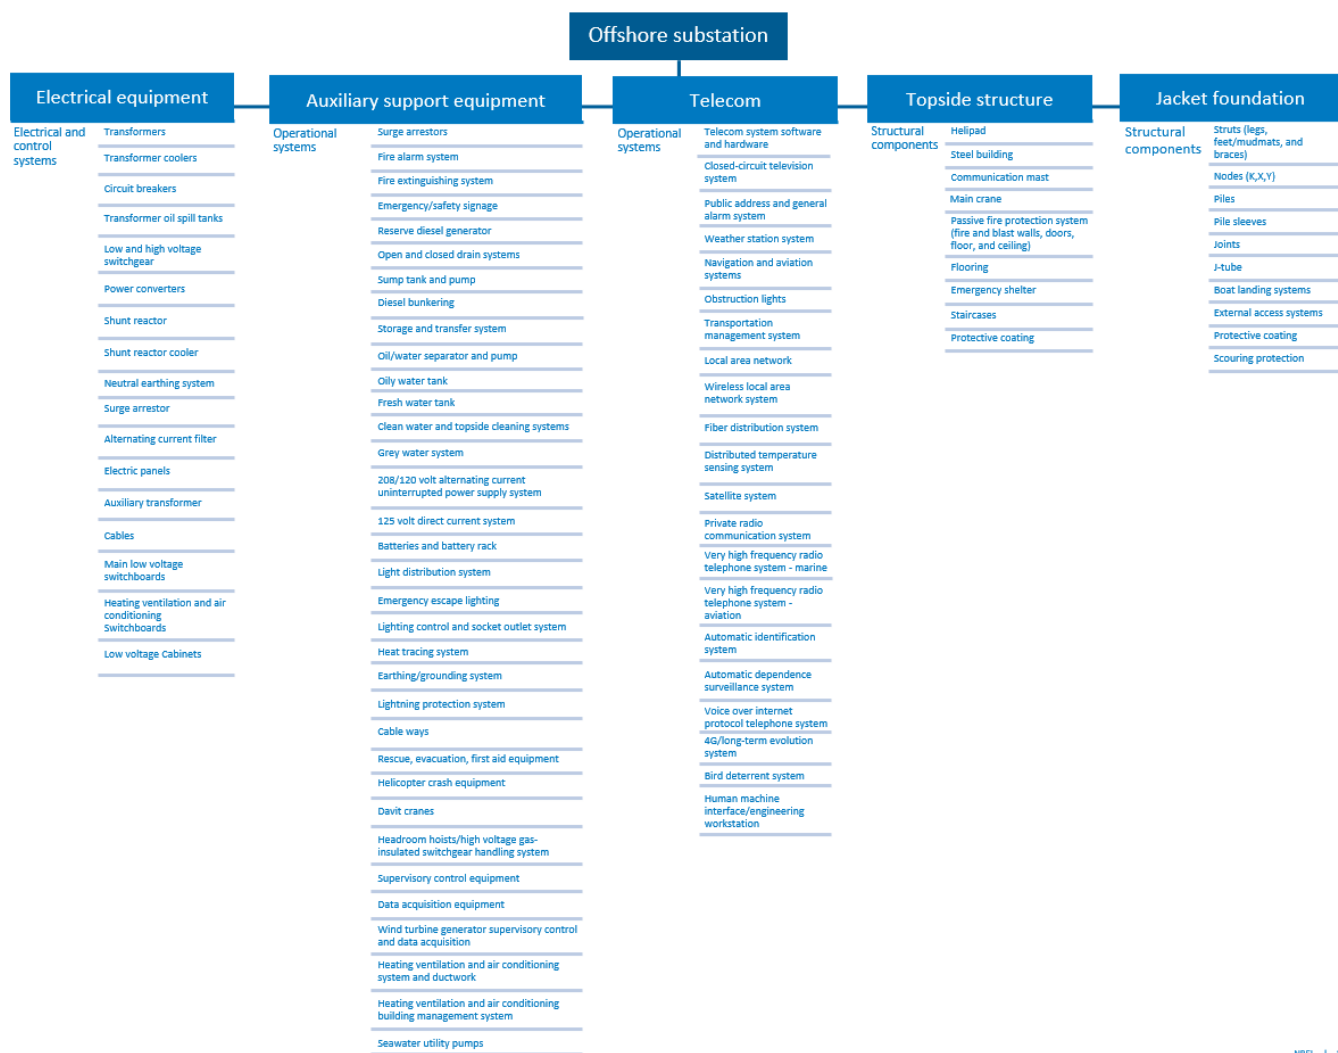 Offshore substation
Electrical equipment
Electrical and
control
systems
Transformers
Transformer coolers
Circuit breakers
Transformer oil spill tanks
Low and high voltage
switchgear
Power converters
Shunt reactor
Shunt reactor cooler
Neutral earthing system
Surge arrestor
Alternating current filter
Electric panels
Auxiliary transformer
Cables
Main low voltage
switchboards
Heating ventilation and air
conditioning
Switchboards
Low voltage Cabinets
Auxiliary support equipment
Operational
systems
Surge arrestors
Fire alarm system
Fire extinguishing system
Emergency/safety signage
Reserve diesel generator
Open and closed drain systems
Sump tank and pump
Diesel bunkering
Storage and transfer system
Oil/water separator and pump
Oily water tank
Fresh water tank
Clean water and topside cleaning systems
Grey water system
208/120 volt alternating current
uninterrupted power supply system
125 volt direct current system
Batteries and battery rack
Light distribution system
Emergency escape lighting
Lighting control and socket outlet system
Heat tracing system
Earthing/grounding system
Lightning protection system
Cable ways
Rescue, evacuation, first aid equipment
Helicopter crash equipment
Davit cranes
Headroom hoists/high voltage gas-
insulated switchgear handling system
Supervisory control equipment
Data acquisition equipment
Wind turbine generator supervisory control
and data acquisition
Heating ventilation and air conditioning
system and ductwork
Heating ventilation and air conditioning
building management system
Seawater utility pumps
Telecom
Operational
systems
Telecom system software
and hardware
Closed-circuit television
system
Public address and general
alarm system
Weather station system
Navigation and aviation
systems
Obstruction lights
Transportation
management system
Local area network
Wireless local area
network system
Fiber distribution system
Distributed temperature
sensing system
Satellite system
Private radio
communication system
Very high frequency radio
telephone system - marine
Very high frequency radio
telephone system -
aviation
Automatic identification
system
Automatic dependence
surveillance system
Voice over internet
protocol telephone system
4G/long-term evolution
system
Bird deterrent system
Human machine
interface/engineering
workstation
Topside structure
Structural
components
Helipad
Steel building
Communication mast
Main crane
Passive fire protection system
(fire and blast walls, doors,
floor, and ceiling)
Flooring
Emergency shelter
Staircases
Protective coating
Jacket foundation
Structural
components
Struts (legs,
feet/mudmats, and
braces)
Nodes (K,X,Y)
Piles
Pile sleeves
Joints
J-tube
Boat landing systems
External access systems
Protective coating
Scouring protection